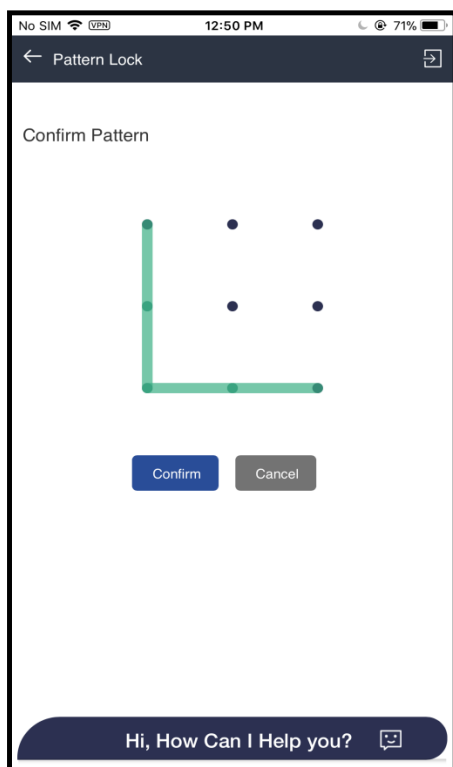 No SIM VPN 12:50 PM 71%
Pattern Lock
Confirm Pattern
Confirm Cancel
Hi, How Can I Help you?